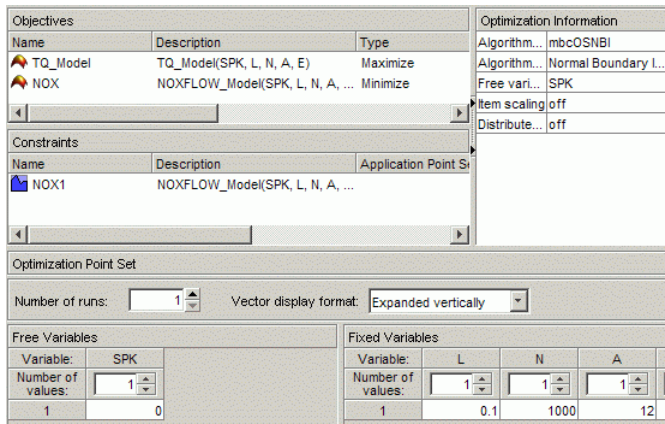 Objectives
Name Description Type
TQ_Model TQ_Model(SPK, L, N, A, E) Maximize
NOX NOXFLOW_Model(SPK, L, N, A, ... Minimize
Constraints
Name Description Application Point Se
NOX1 NOXFLOW_Model(SPK, L, N, A, ...
Optimization Information
Algorithm... mbcOSNBI
Algorithm... Normal Boundary I...
Free vari... SPK
Item scaling off
Distribute... off
Optimization Point Set
Number of runs: 1 Vector display format: Expanded vertically
Free Variables
Variable: SPK
Number of values: 1
1 0
Fixed Variables
Variable: L N A
Number of values: 1 1 1
1 0.1 1000 12